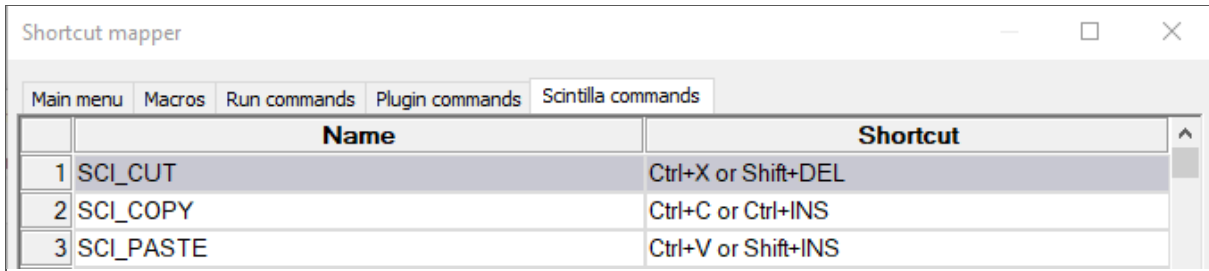 Shortcut mapper
Main menu Macros Run commands Plugin commands Scintilla commands
Name Shortcut
1 SCI_CUT Ctrl+X or Shift+DEL
2 SCI_COPY Ctrl+C or Ctrl+INS
3 SCI_PASTE Ctrl+V or Shift+INS